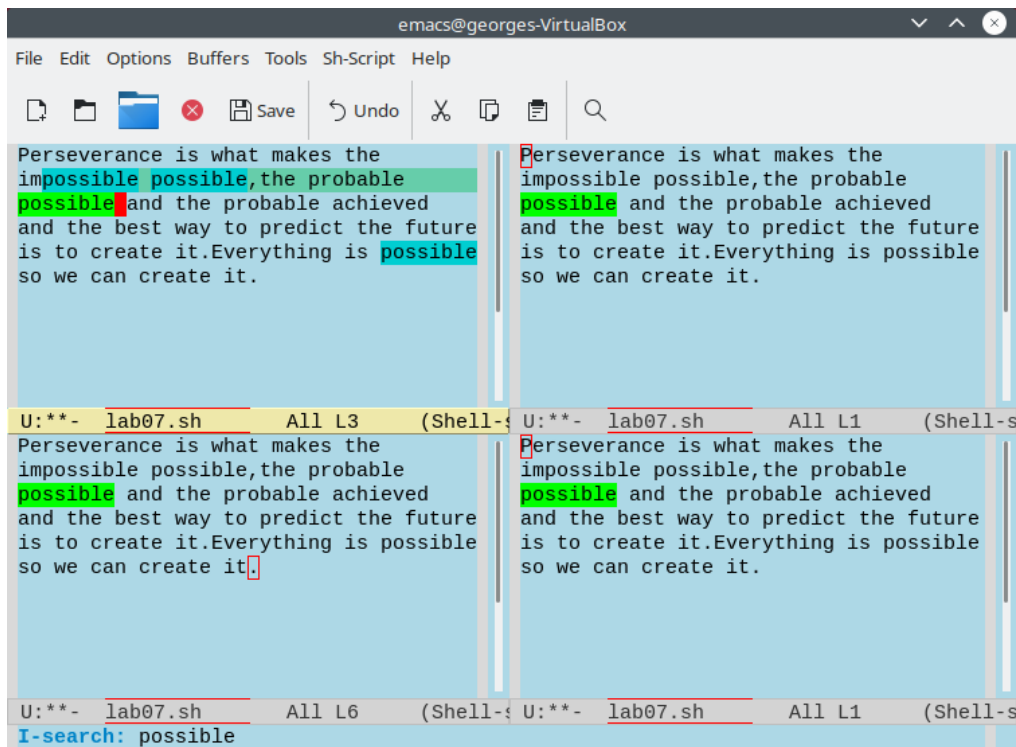 emacs@georges-VirtualBox
File Edit Options Buffers Tools Sh-Script Help
Save Undo
Perseverance is what makes the
impossible possible,the probable
possible and the probable achieved
and the best way to predict the future
is to create it.Everything is possible
so we can create it.
U:**- lab07.sh All L3 (Shell-s
Perseverance is what makes the
impossible possible,the probable
possible and the probable achieved
and the best way to predict the future
is to create it.Everything is possible
so we can create it.
U:**- lab07.sh All L1 (Shell-s
Perseverance is what makes the
impossible possible,the probable
possible and the probable achieved
and the best way to predict the future
is to create it.Everything is possible
so we can create it.
U:**- lab07.sh All L6 (Shell-s
Perseverance is what makes the
impossible possible,the probable
possible and the probable achieved
and the best way to predict the future
is to create it.Everything is possible
so we can create it.
U:**- lab07.sh All L1 (Shell-s
I-search: possible